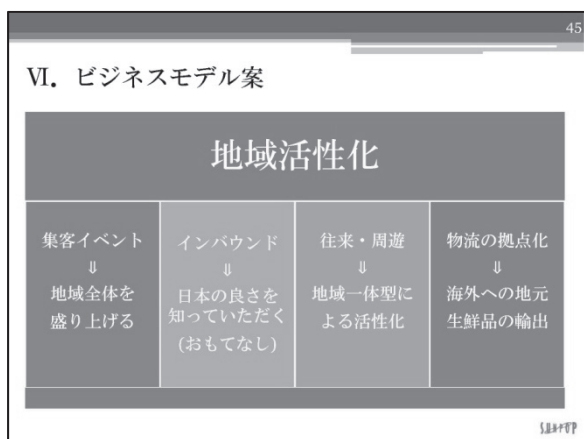 45
Ⅵ．ビジネスモデル案
地域活性化
集客イベント
⇓
地域全体を
盛り上げる
インバウンド
⇓
日本の良さを
知っていただく
(おもてなし)
往来・周遊
⇓
地域一体型に
よる活性化
物流の拠点化
⇓
海外への地元
生鮮品の輸出